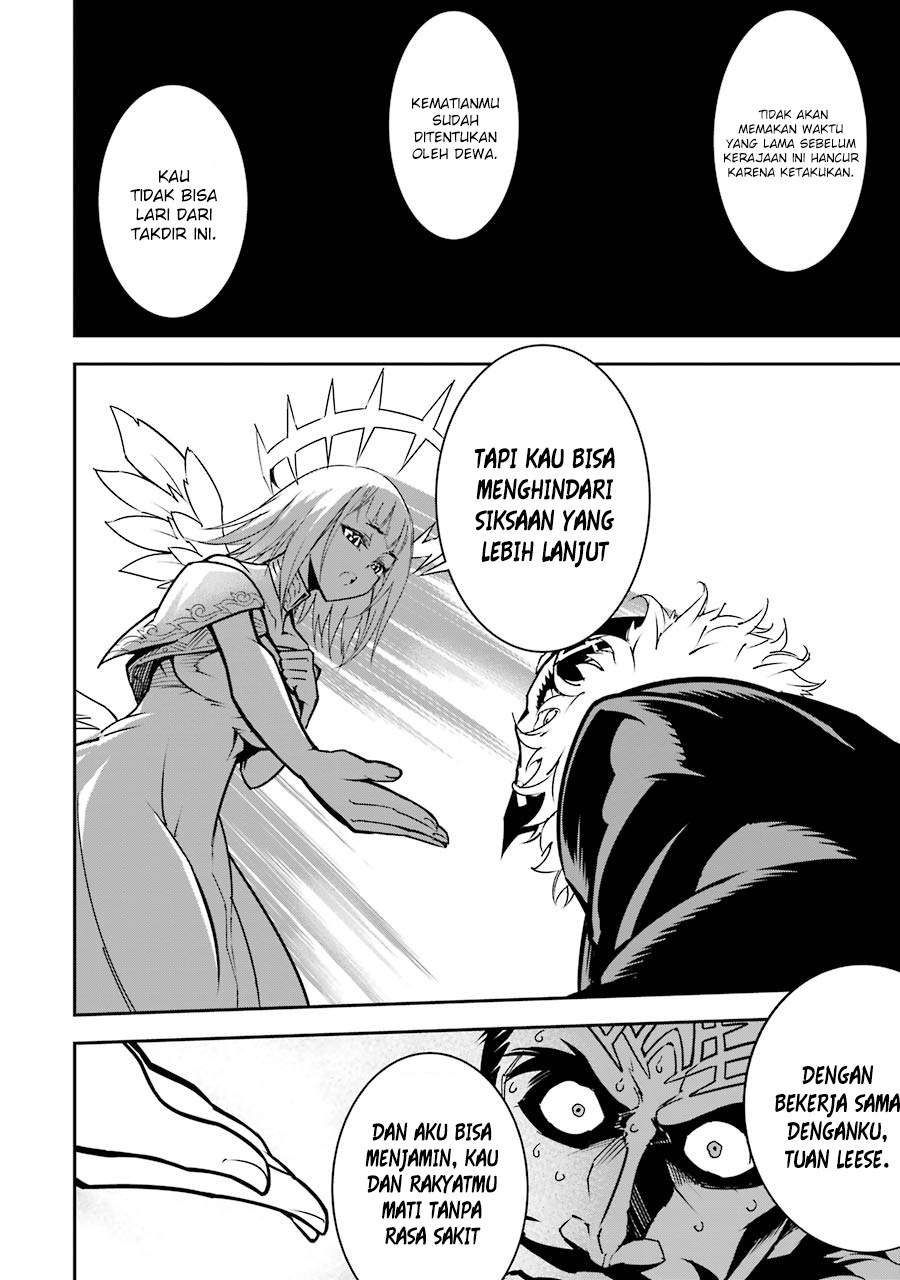 TIDAK AKAN
MEMAKAN WAKTU
YANG LAMA SEBELUM
KERAJAAN INI HANCUR
KARENA KETAKUKAN.
KEMATIANMU
SUDAH
DITENTUKAN
OLEH DEWA.
KAU
TIDAK BISA
LARI DARI
TAKDIR INI.
TAPI KAU BISA
MENGHINDARI
SIKSAAN YANG
LEBIH LANJUT
DENGAN
BEKERJA SAMA
DENGANKU,
TUAN LEESE.
DAN AKU BISA
MENJAMIN, KAU
DAN RAKYATMU
MATI TANPA
RASA SAKIT